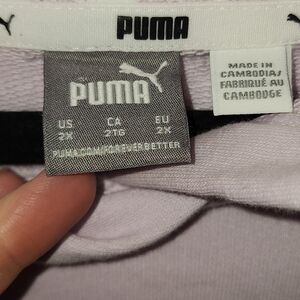 PUMA
PUMA
US CA EU
2X 2TG 2X
PUMA.COM/FOREVERBETTER
MADE IN
CAMBODIA/
FABRIQUÉ AU
CAMBODGE